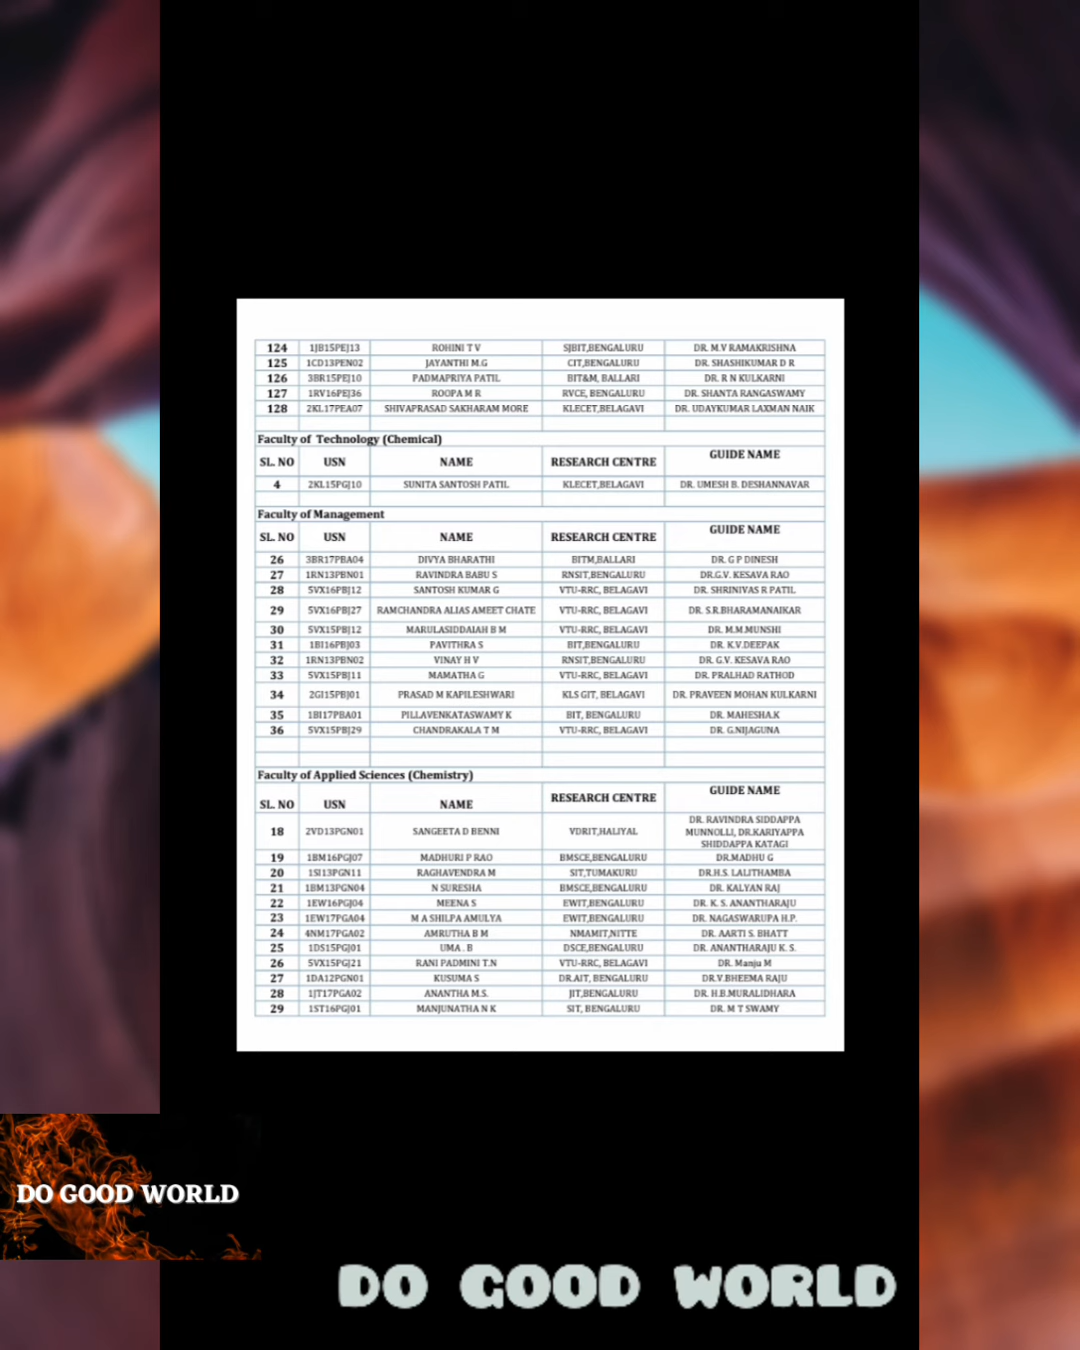 124 1JB15PEJ13 ROHINI T V SJBIT,BENGALURU DR. M.V RAMAKRISHNA
125 1CD13PEN02 JAYANTHI M.G CIT,BENGALURU DR. SHASHIKUMAR D R
126 3BR15PEJ10 PADMAPRIYA PATIL BIT&M, BALLARI DR. R N KULKARNI
127 1RV16PEJ36 ROOPA M R RVCE, BENGALURU DR. SHANTA RANGASWAMY
128 2KL17PEA07 SHIVAPRASAD SAKHARAM MORE KLECET,BELAGAVI DR. UDAYKUMAR LAXMAN NAIK
Faculty of Technology (Chemical)
SL. NO USN NAME RESEARCH CENTRE GUIDE NAME
4 2KL15PGJ10 SUNITA SANTOSH PATIL KLECET,BELAGAVI DR. UMESH B. DESHANNAVAR
Faculty of Management
SL. NO USN NAME RESEARCH CENTRE GUIDE NAME
26 3BR17PBA04 DIVYA BHARATHI BITM,BALLARI DR. G P DINESH
27 1RN13PBN01 RAVINDRA BABU S RNSIT,BENGALURU DR.G.V. KESAVA RAO
28 5VX16PBJ12 SANTOSH KUMAR G VTU-RRC, BELAGAVI DR. SHRINIVAS R PATIL
29 5VX16PBJ27 RAMCHANDRA ALIAS AMEET CHATE VTU-RRC, BELAGAVI DR. S.R.BHARAMANAIKAR
30 5VX15PBJ12 MARULASIDDAIAH B M VTU-RRC, BELAGAVI DR. M.M.MUNSHI
31 1BI16PBJ03 PAVITHRA S BIT,BENGALURU DR. K.V.DEEPAK
32 1RN13PBN02 VINAY H V RNSIT,BENGALURU DR. G.V. KESAVA RAO
33 5VX15PBJ11 MAMATHA G VTU-RRC, BELAGAVI DR. PRALHAD RATHOD
34 2GI15PBJ01 PRASAD M KAPILESHWARI KLS GIT, BELAGAVI DR. PRAVEEN MOHAN KULKARNI
35 1BI17PBA01 PILLAVENKATASWAMY K BIT, BENGALURU DR. MAHESHA.K
36 5VX15PBJ29 CHANDRAKALA T M VTU-RRC, BELAGAVI DR. G.NIJAGUNA
Faculty of Applied Sciences (Chemistry)
SL. NO USN NAME RESEARCH CENTRE GUIDE NAME
18 2VD13PGN01 SANGEETA D BENNI VDRIT,HALIYAL DR. RAVINDRA SIDDAPPA
MUNNOLLI, DR.KARIYAPPA
SHIDDAPPA KATAGI
19 1BM16PGJ07 MADHURI P RAO BMSCE,BENGALURU DR.MADHU G
20 1SI13PGN11 RAGHAVENDRA M SIT,TUMAKURU DR.H.S. LALITHAMBA
21 1BM13PGN04 N SURESHA BMSCE,BENGALURU DR. KALYAN RAJ
22 1EW16PGJ04 MEENA S EWIT,BENGALURU DR. K. S. ANANTHARAJU
23 1EW17PGA04 M A SHILPA AMULYA EWIT,BENGALURU DR. NAGASWARUPA H.P.
24 4NM17PGA02 AMRUTHA B M NMAMIT,NITTE DR. AARTI S. BHATT
25 1DS15PGJ01 UMA . B DSCE,BENGALURU DR. ANANTHARAJU K. S.
26 5VX15PGJ21 RANI PADMINI T.N VTU-RRC, BELAGAVI DR. Manju M
27 1DA12PGN01 KUSUMA S DR.AIT, BENGALURU DR.V.BHEEMA RAJU
28 1JT17PGA02 ANANTHA M.S. JIT,BENGALURU DR. H.B.MURALIDHARA
29 1ST16PGJ01 MANJUNATHA N K SIT, BENGALURU DR. M T SWAMY
DO GOOD WORLD
DO GOOD WORLD